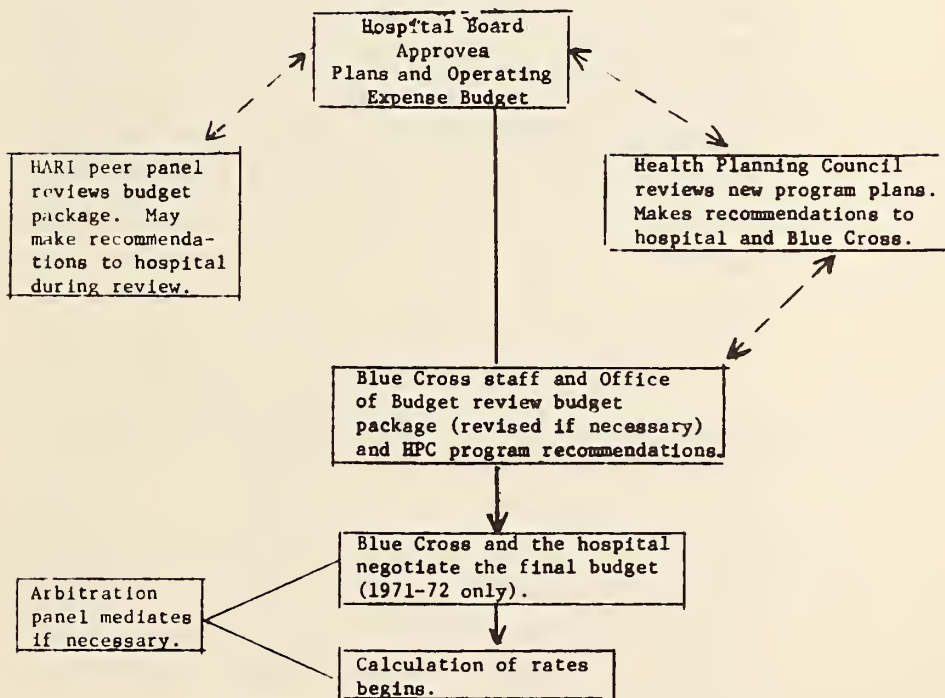 Hospital Board
Approves
Plans and Operating
Expense Budget
HARI peer panel
reviews budget
package. May
make recommenda-
tions to hospital
during review.
Health Planning Council
reviews new program plans.
Makes recommendations to
hospital and Blue Cross.
Blue Cross staff and Office
of Budget review budget
package (revised if necessary)
and HPC program recommendations.
Blue Cross and the hospital
negotiate the final budget
(1971-72 only).
Arbitration
panel mediates
if necessary.
Calculation of rates
begins.